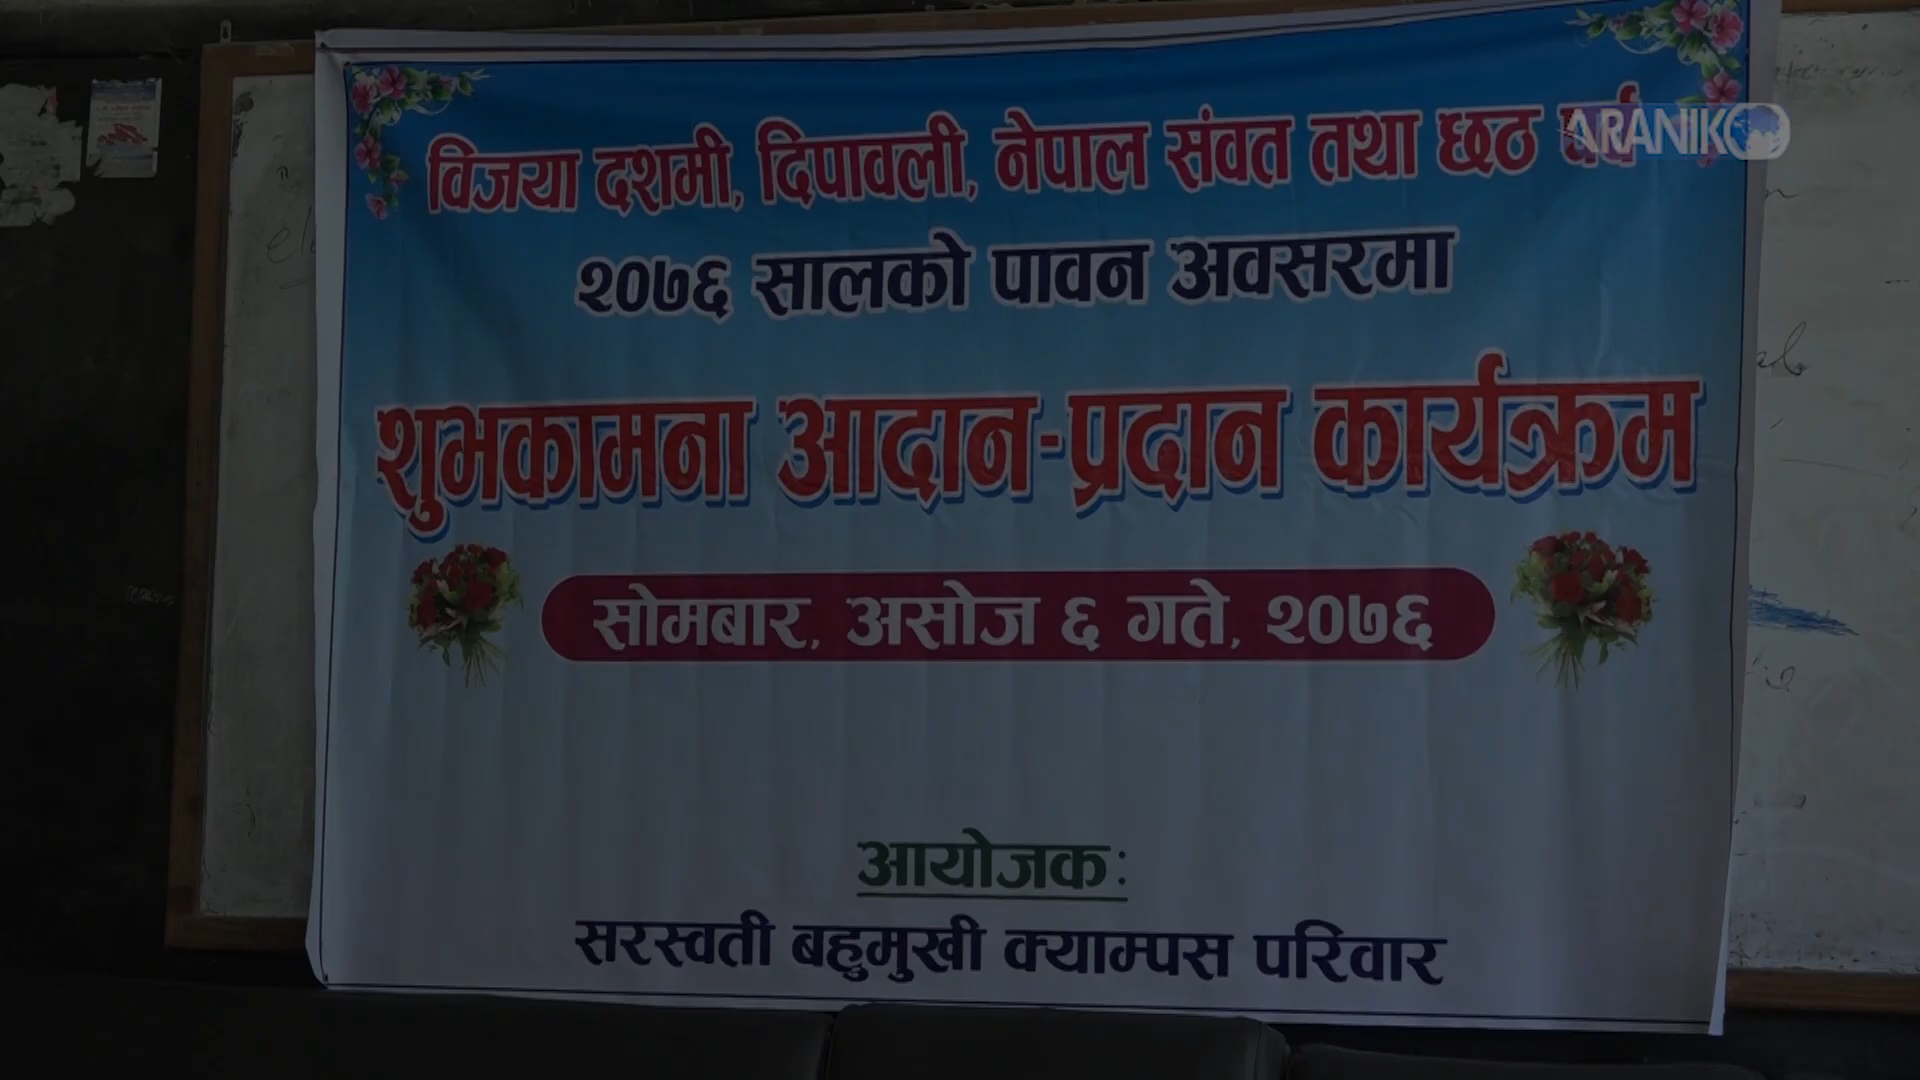 विजया दशमी, दिपावली, नेपाल संवत तथा छठ पर्व
ARANIKO
२०७६ सालको पावन अवसरमा
शुभकामना आदान-प्रदान कार्यक्रम
सोमबार, असोज ६ गते, २०७६
आयोजक:
सरस्वती बहुमुखी क्याम्पस परिवार